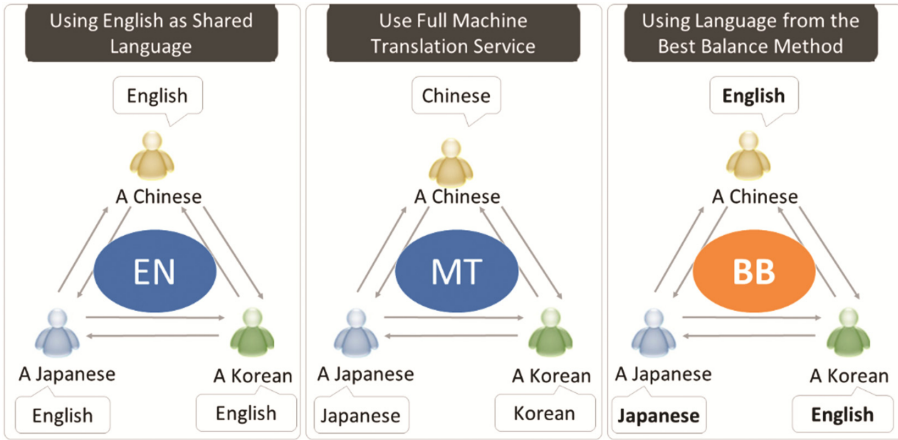 Using English as Shared
Language
English
A Chinese
EN
A Japanese
A Korean
English
English
Use Full Machine
Translation Service
Chinese
A Chinese
MT
A Japanese
A Korean
Japanese
Korean
Using Language from the
Best Balance Method
English
A Chinese
BB
A Japanese
A Korean
Japanese
English